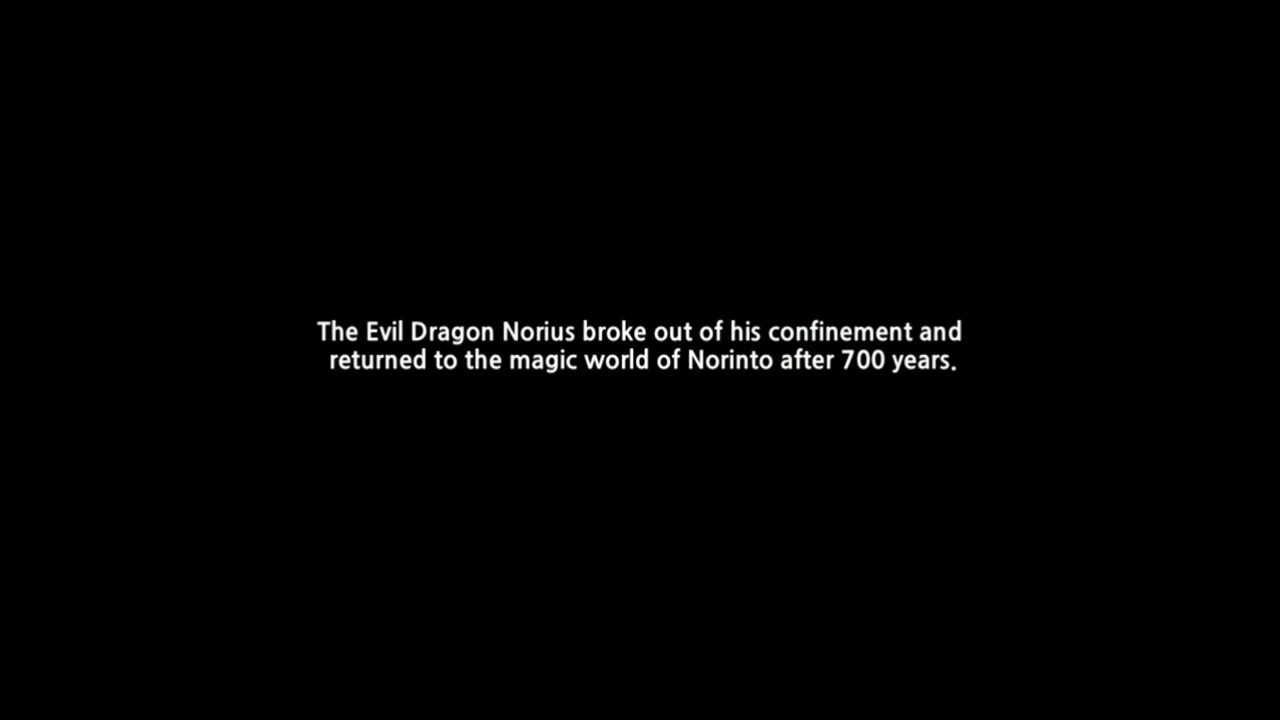 The Evil Dragon Norius broke out of his confinement and
returned to the magic world of Norinto after 700 years.